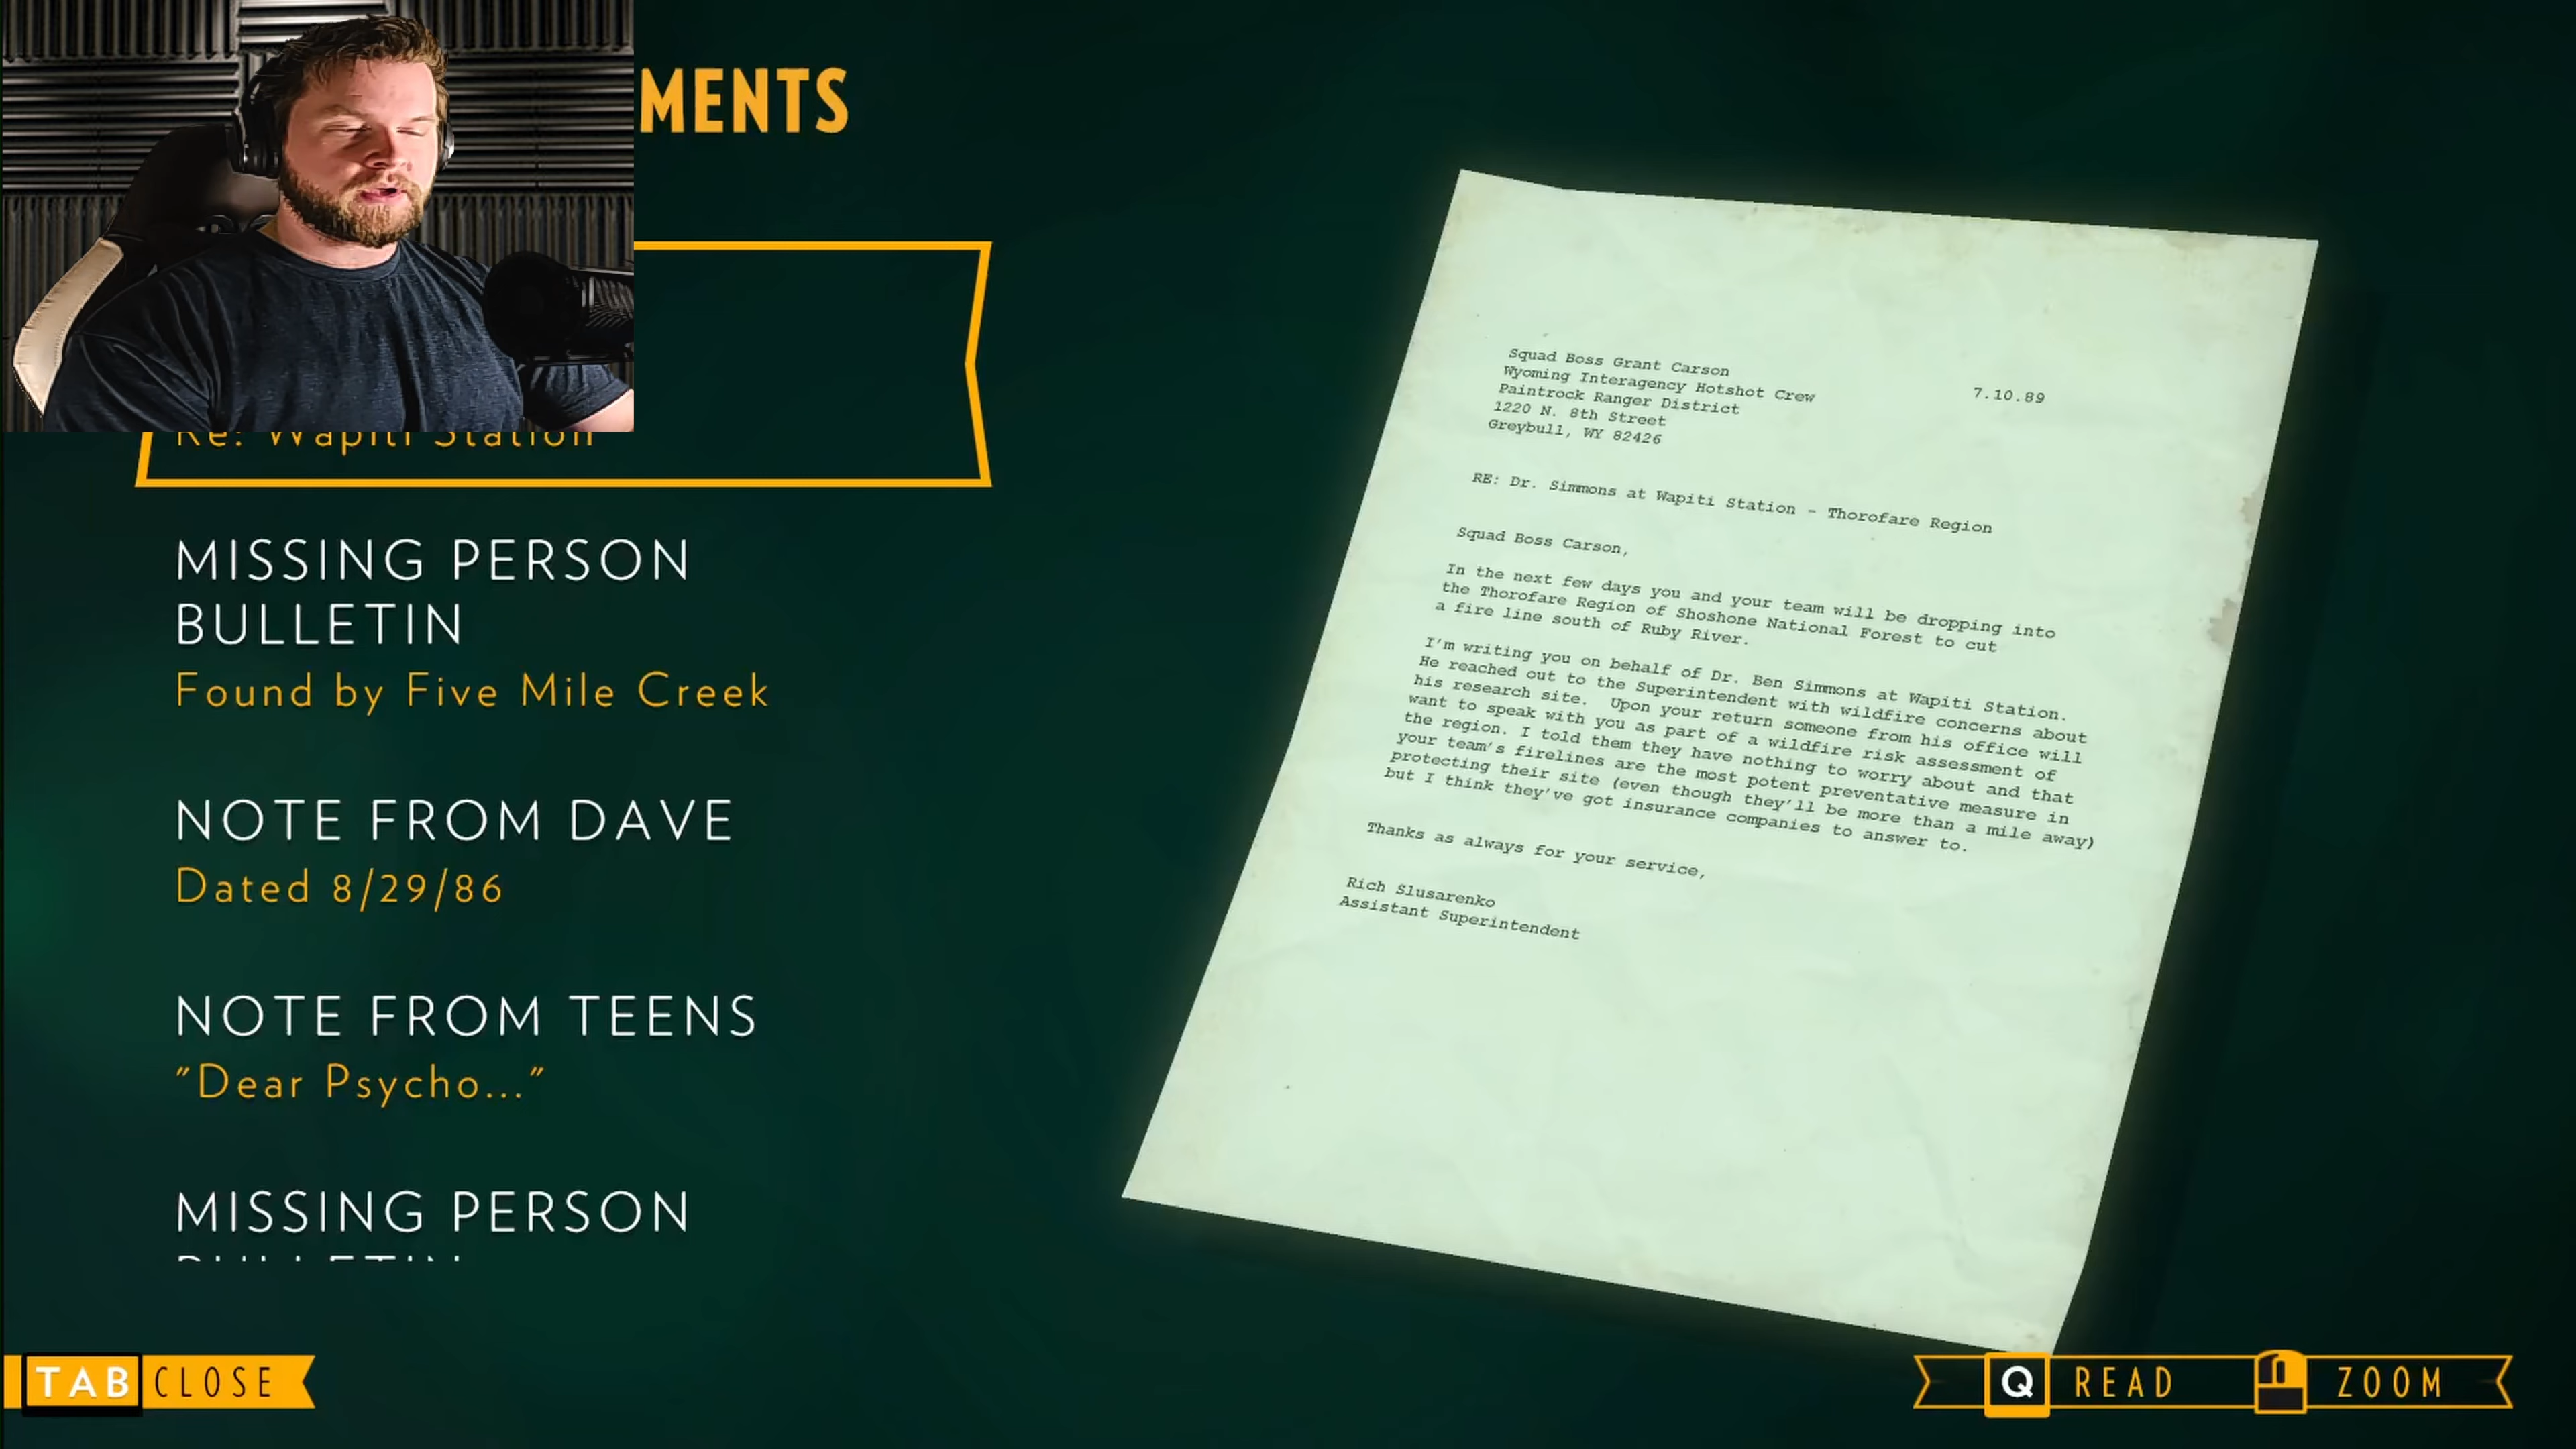 MENTS
Re: Wapiti Station
MISSING PERSON
BULLETIN
Found by Five Mile Creek
NOTE FROM DAVE
Dated 8/29/86
NOTE FROM TEENS
"Dear Psycho..."
MISSING PERSON
BULLETIN
Squad Boss Grant Carson
Wyoming Interagency Hotshot Crew
Paintrock Ranger District
1220 N. 8th Street
Greybull, WY 82426
7.10.89
RE: Dr. Simmons at Wapiti Station - Thorofare Region
Squad Boss Carson,
In the next few days you and your team will be dropping into
the Thorofare Region of Shoshone National Forest to cut
a fire line south of Ruby River.
I'm writing you on behalf of Dr. Ben Simmons at Wapiti Station.
He reached out to the Superintendent with wildfire concerns about
his research site. Upon your return someone from his office will
want to speak with you as part of a wildfire risk assessment of
the region. I told them they have nothing to worry about and that
your team's firelines are the most potent preventative measure in
protecting their site (even though they'll be more than a mile away)
but I think they've got insurance companies to answer to.
Thanks as always for your service,
Rich Slusarenko
Assistant Superintendent
TAB CLOSE
Q READ ZOOM